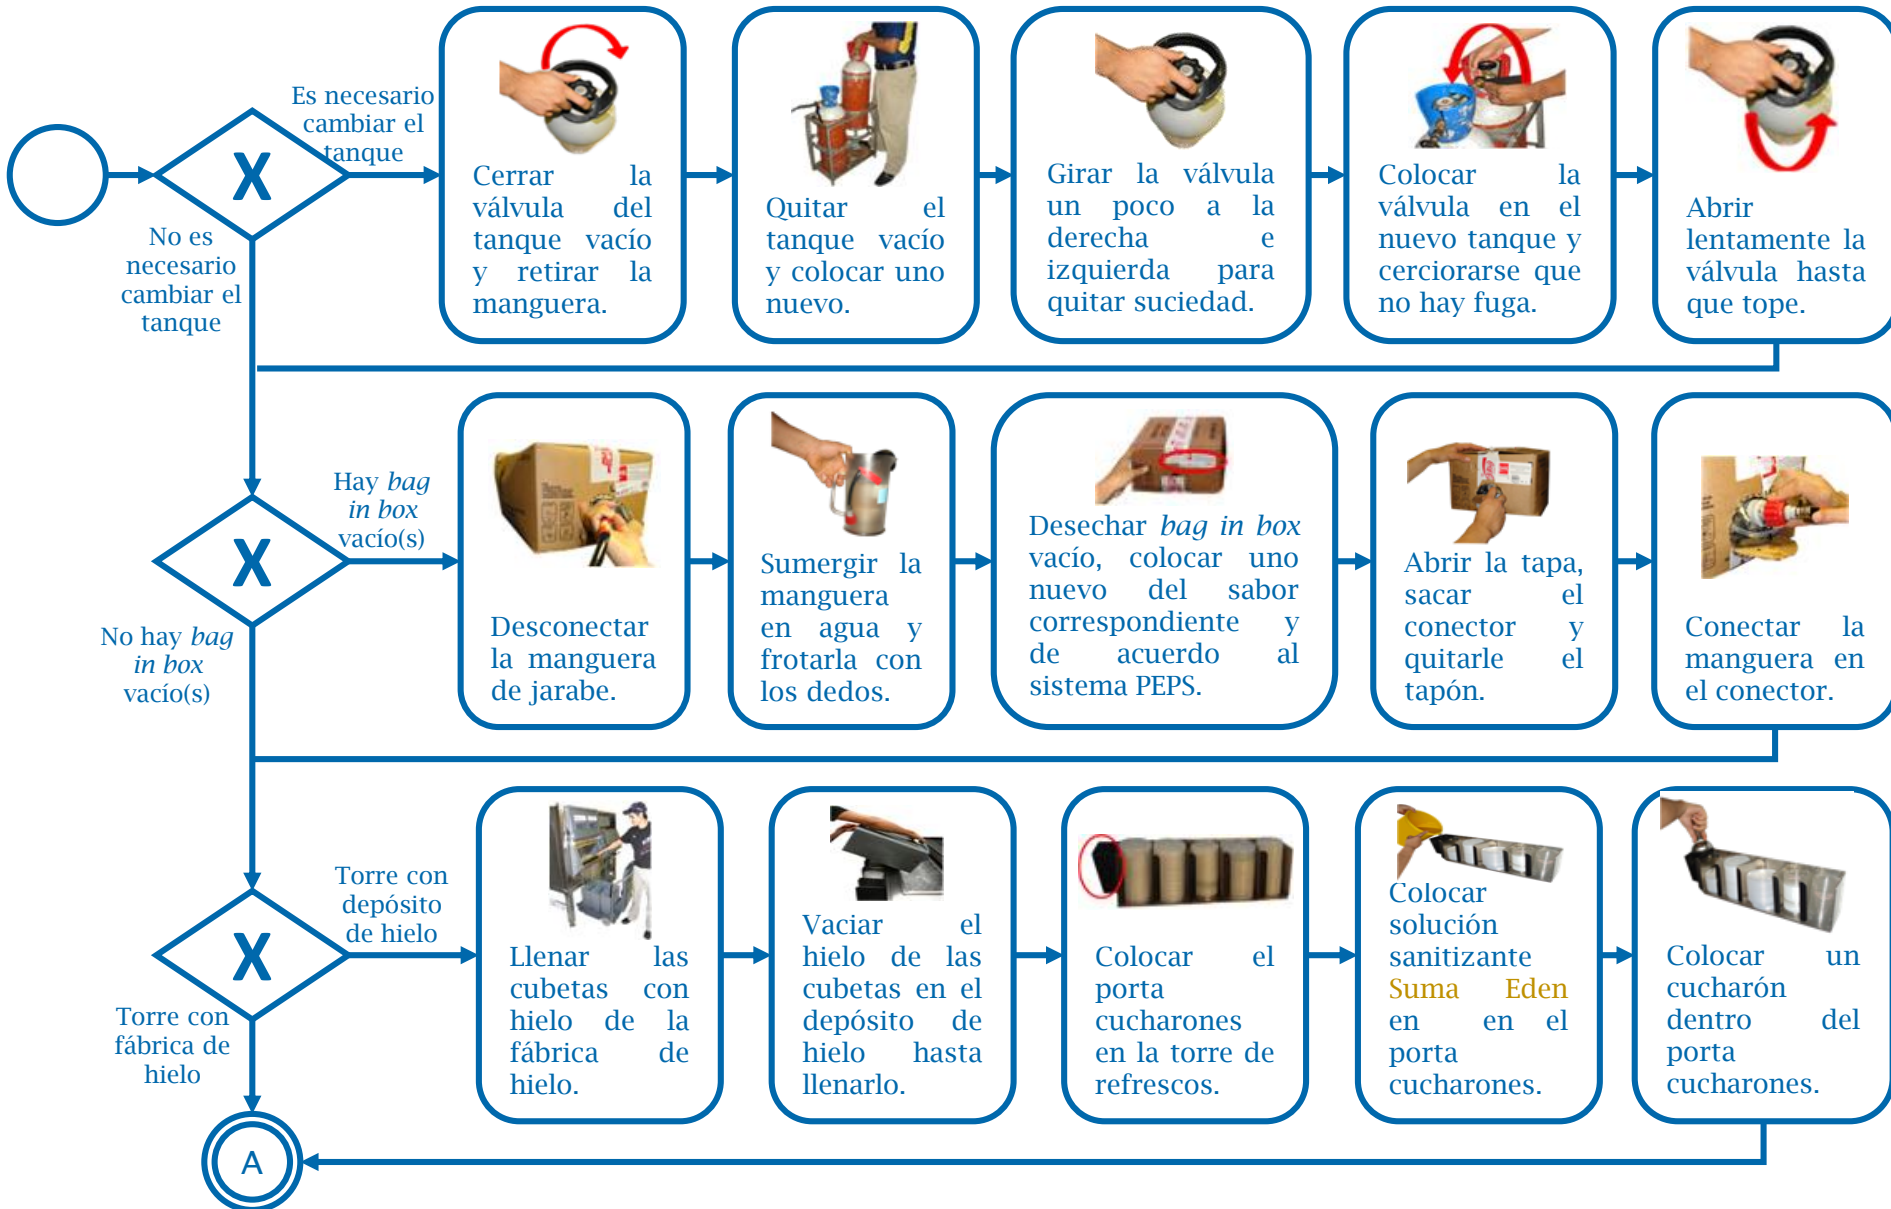 Es necesario
cambiar el
tanque
X
No es
necesario
cambiar el
tanque
Cerrar la
válvula del
tanque vacío
y retirar la
manguera.
Quitar el
tanque vacío
y colocar uno
nuevo.
Girar la válvula
un poco a la
derecha e
izquierda para
quitar suciedad.
Colocar la
válvula en el
nuevo tanque y
cerciorarse que
no hay fuga.
Abrir
lentamente la
válvula hasta
que tope.
Hay bag
in box
vacío(s)
X
No hay bag
in box
vacío(s)
Desconectar
la manguera
de jarabe.
Sumergir la
manguera
en agua y
frotarla con
los dedos.
Desechar bag in box
vacío, colocar uno
nuevo del sabor
correspondiente y
de acuerdo al
sistema PEPS.
Abrir la tapa,
sacar el
conector y
quitarle el
tapón.
Conectar la
manguera en
el conector.
Torre con
depósito
de hielo
X
Torre con
fábrica de
hielo
Llenar las
cubetas con
hielo de la
fábrica de
hielo.
Vaciar el
hielo de las
cubetas en el
depósito de
hielo hasta
llenarlo.
Colocar el
porta
cucharones
en la torre de
refrescos.
Colocar
solución
sanitizante
Suma Eden
en en el
porta
cucharones.
Colocar un
cucharón
dentro del
porta
cucharones.
A